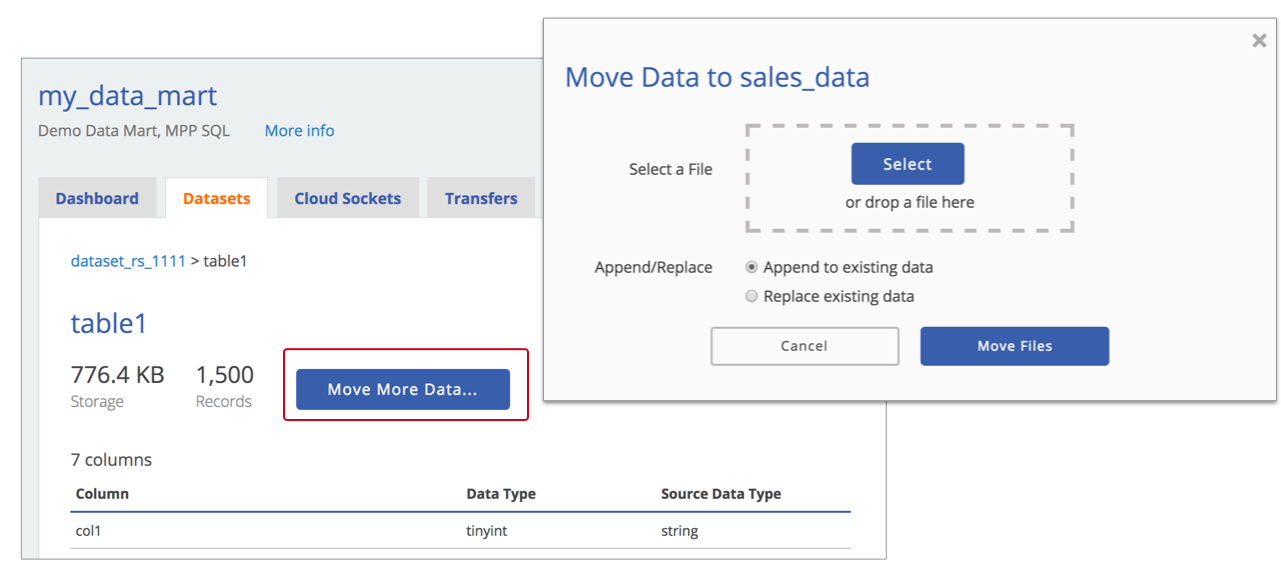 my_data_mart
Demo Data Mart, MPP SQL More info
Dashboard Datasets Cloud Sockets Transfers
dataset_rs_1111 > table1
table1
776.4 KB 1,500
Storage Records
Move More Data...
7 columns
Column Data Type Source Data Type
col1 tinyint string
×
Move Data to sales_data
Select a File
Select
or drop a file here
Append/Replace
Append to existing data
Replace existing data
Cancel Move Files